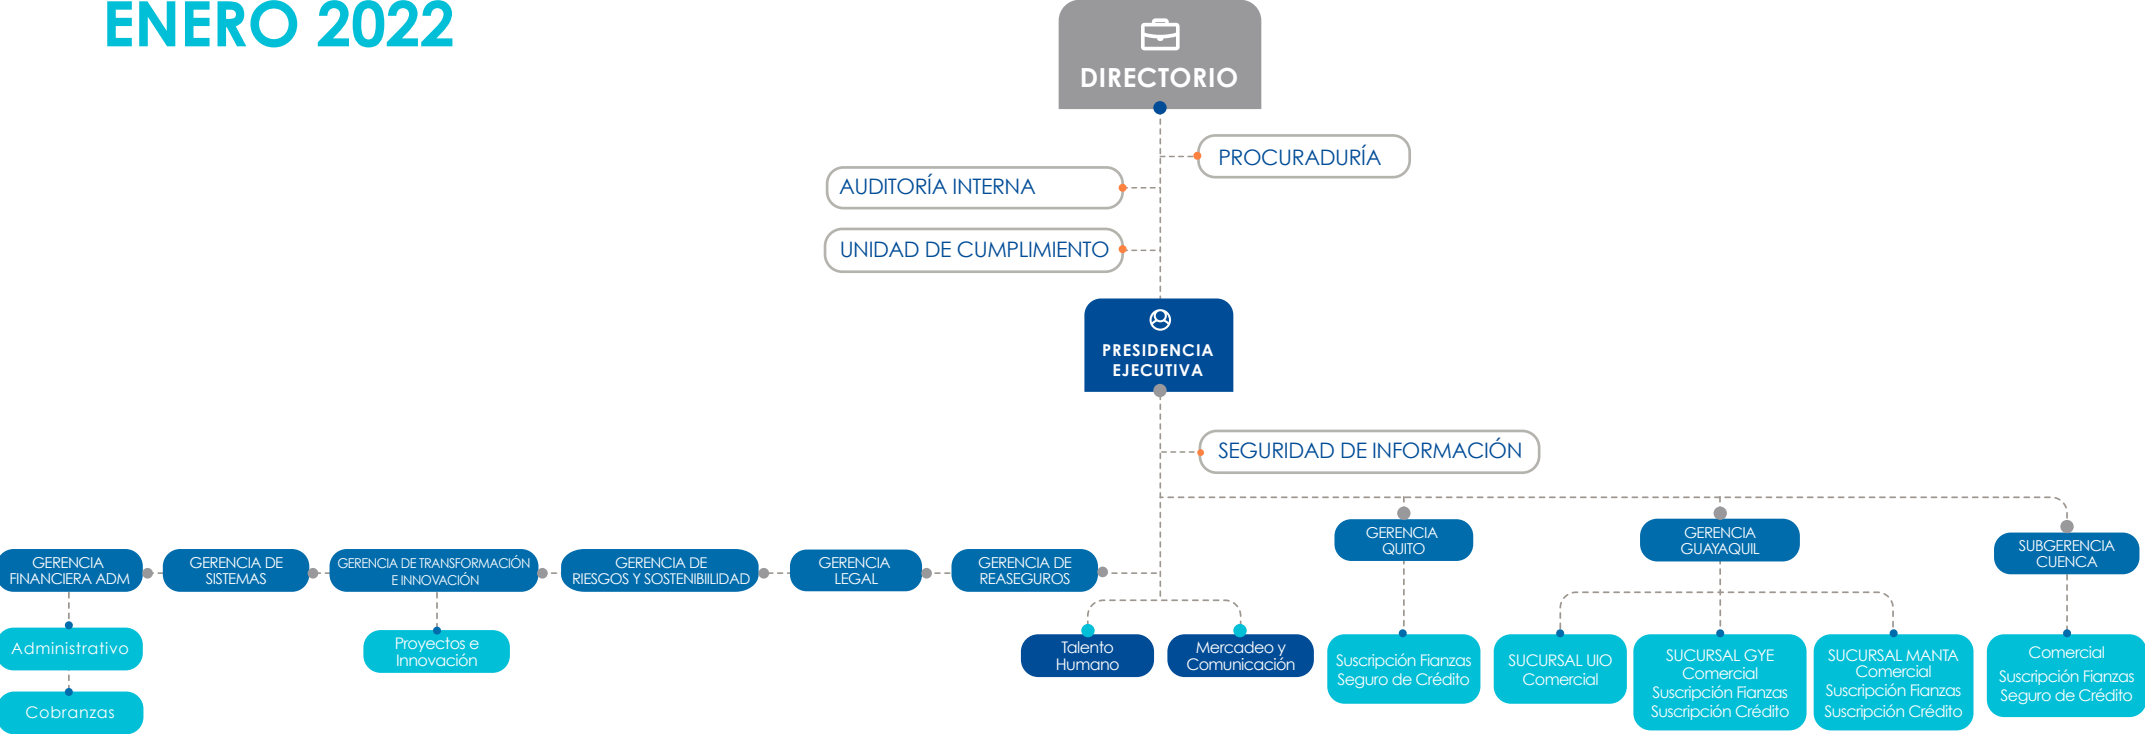 ENERO 2022
DIRECTORIO
PROCURADURÍA
AUDITORÍA INTERNA
UNIDAD DE CUMPLIMIENTO
PRESIDENCIA
EJECUTIVA
SEGURIDAD DE INFORMACIÓN
GERENCIA
FINANCIERA ADM
GERENCIA DE
SISTEMAS
GERENCIA DE TRANSFORMACIÓN
E INNOVACIÓN
GERENCIA DE
RIESGOS Y SOSTENIBIILIDAD
GERENCIA
LEGAL
GERENCIA DE
REASEGUROS
GERENCIA
QUITO
GERENCIA
GUAYAQUIL
SUBGERENCIA
CUENCA
Administrativo
Cobranzas
Proyectos e
Innovación
Talento
Humano
Mercadeo y
Comunicación
Suscripción Fianzas
Seguro de Crédito
SUCURSAL UIO
Comercial
SUCURSAL GYE
Comercial
Suscripción Fianzas
Suscripción Crédito
SUCURSAL MANTA
Comercial
Suscripción Fianzas
Suscripción Crédito
Comercial
Suscripción Fianzas
Seguro de Crédito